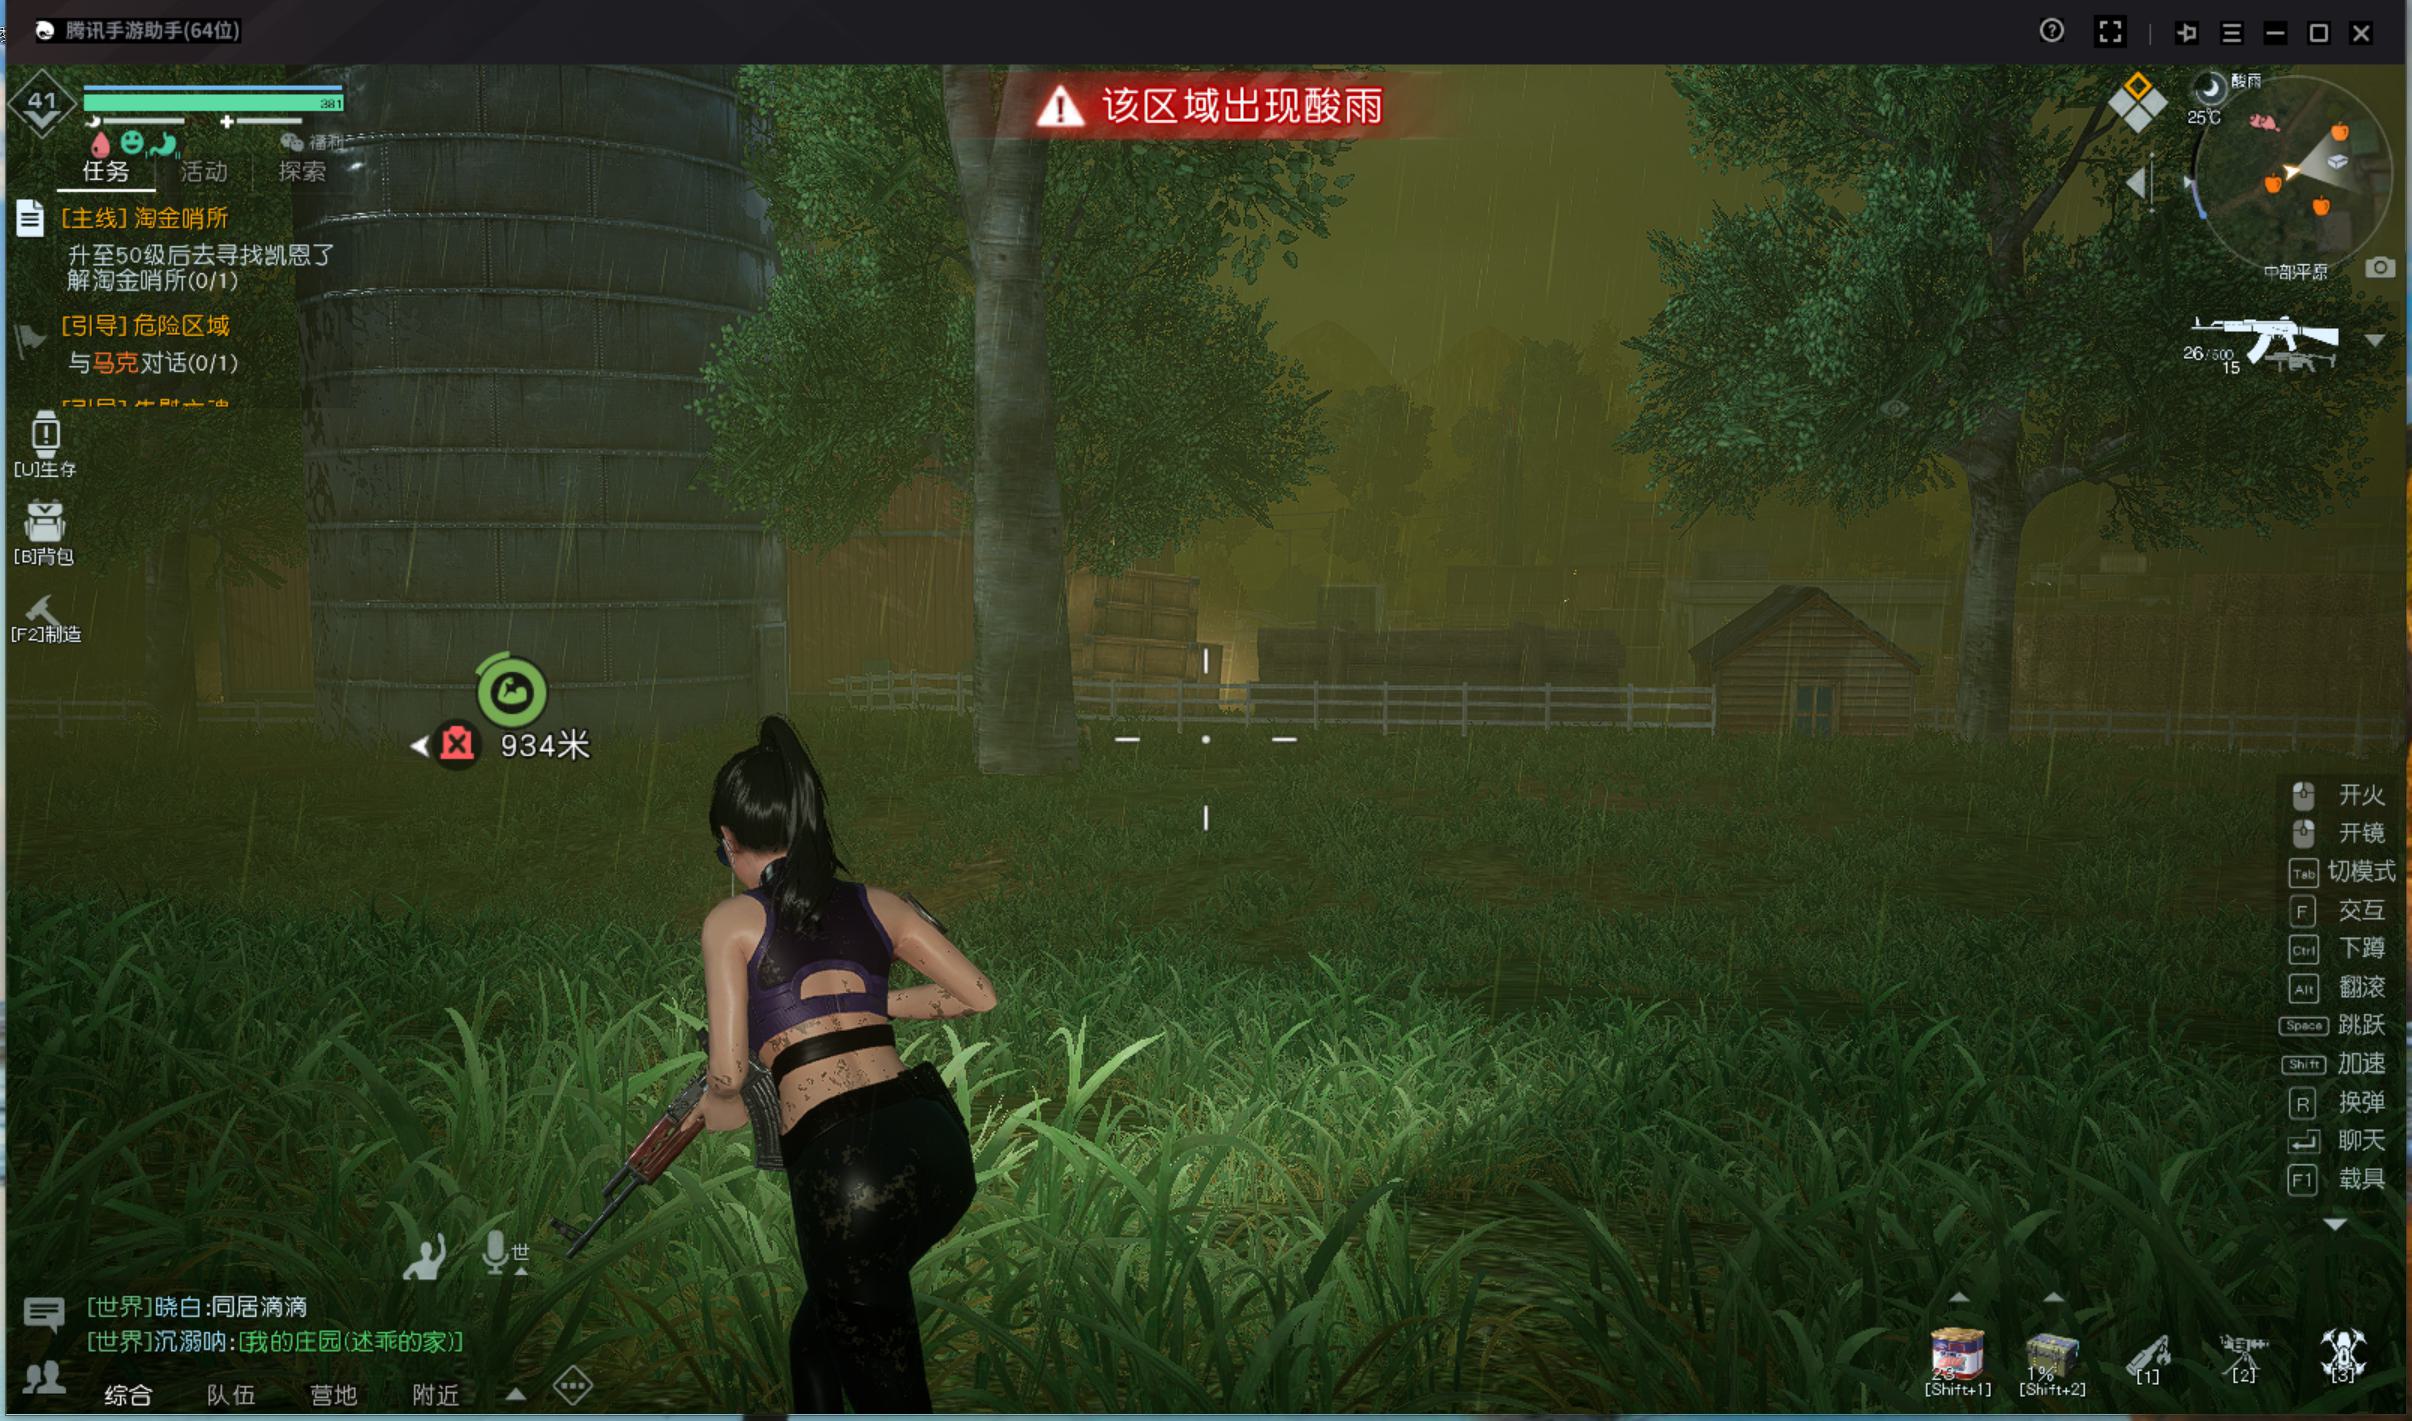 腾讯手游助手(64位)
41
381
该区域出现酸雨
酸雨
25℃
福利
任务
活动
探索
[主线] 淘金哨所
升至50级后去寻找凯恩了
解淘金哨所(0/1)
中部平原
[引导] 危险区域
与马克对话(0/1)
26/500
15
[U]生存
[B]背包
[F2]制造
934米
开火
开镜
Tab 切模式
F 交互
Ctrl 下蹲
Alt 翻滚
Space 跳跃
Shift 加速
R 换弹
聊天
F1 载具
世
[世界]晓白:同居滴滴
[世界]沉溺呐:[我的庄园(述乖的家)]
综合
队伍
营地
附近
1%
[Shift+1]
[Shift+2]
[1]
[2]
[3]